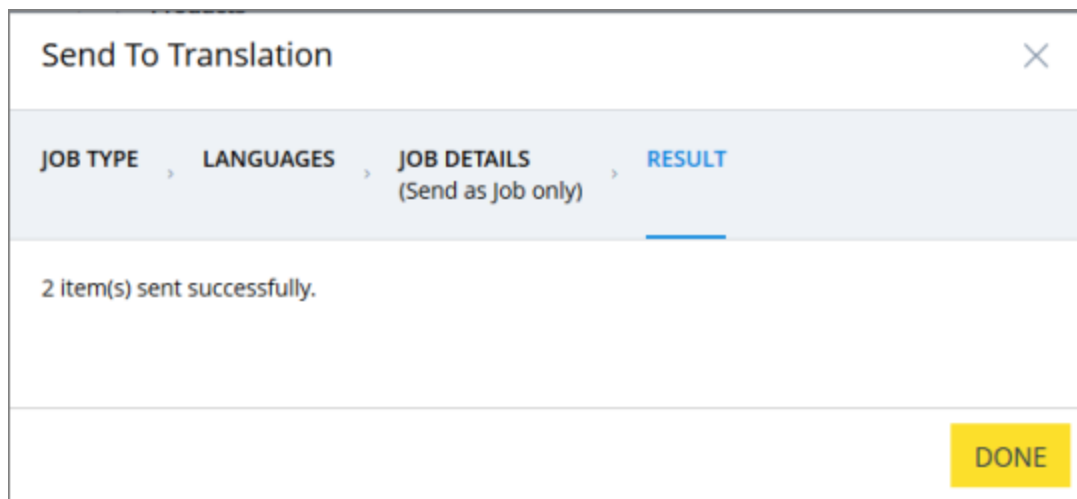 Send To Translation
JOB TYPE
LANGUAGES
JOB DETAILS
(Send as Job only)
RESULT
2 item(s) sent successfully.
DONE